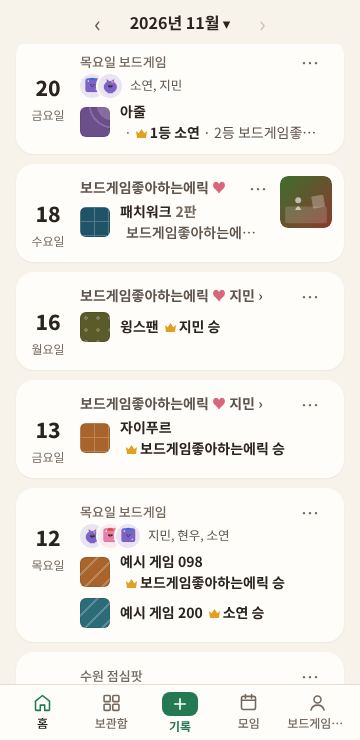 ‹ 2026년 11월 ▾ ›
목요일 보드게임 ···
20
금요일
소연, 지민
아줄
· 1등 소연 · 2등 보드게임좋···
보드게임좋아하는에릭 ♥ ···
18
수요일
패치워크 2판
보드게임좋아하는에···
보드게임좋아하는에릭 ♥ 지민 › ···
16
월요일
윙스팬 지민 승
보드게임좋아하는에릭 ♥ 지민 › ···
13
금요일
자이푸르
보드게임좋아하는에릭 승
목요일 보드게임 ···
12
목요일
지민, 현우, 소연
예시 게임 098
보드게임좋아하는에릭 승
예시 게임 200 소연 승
수원 점심팟 ···
홈 보관함 기록 모임 보드게임···